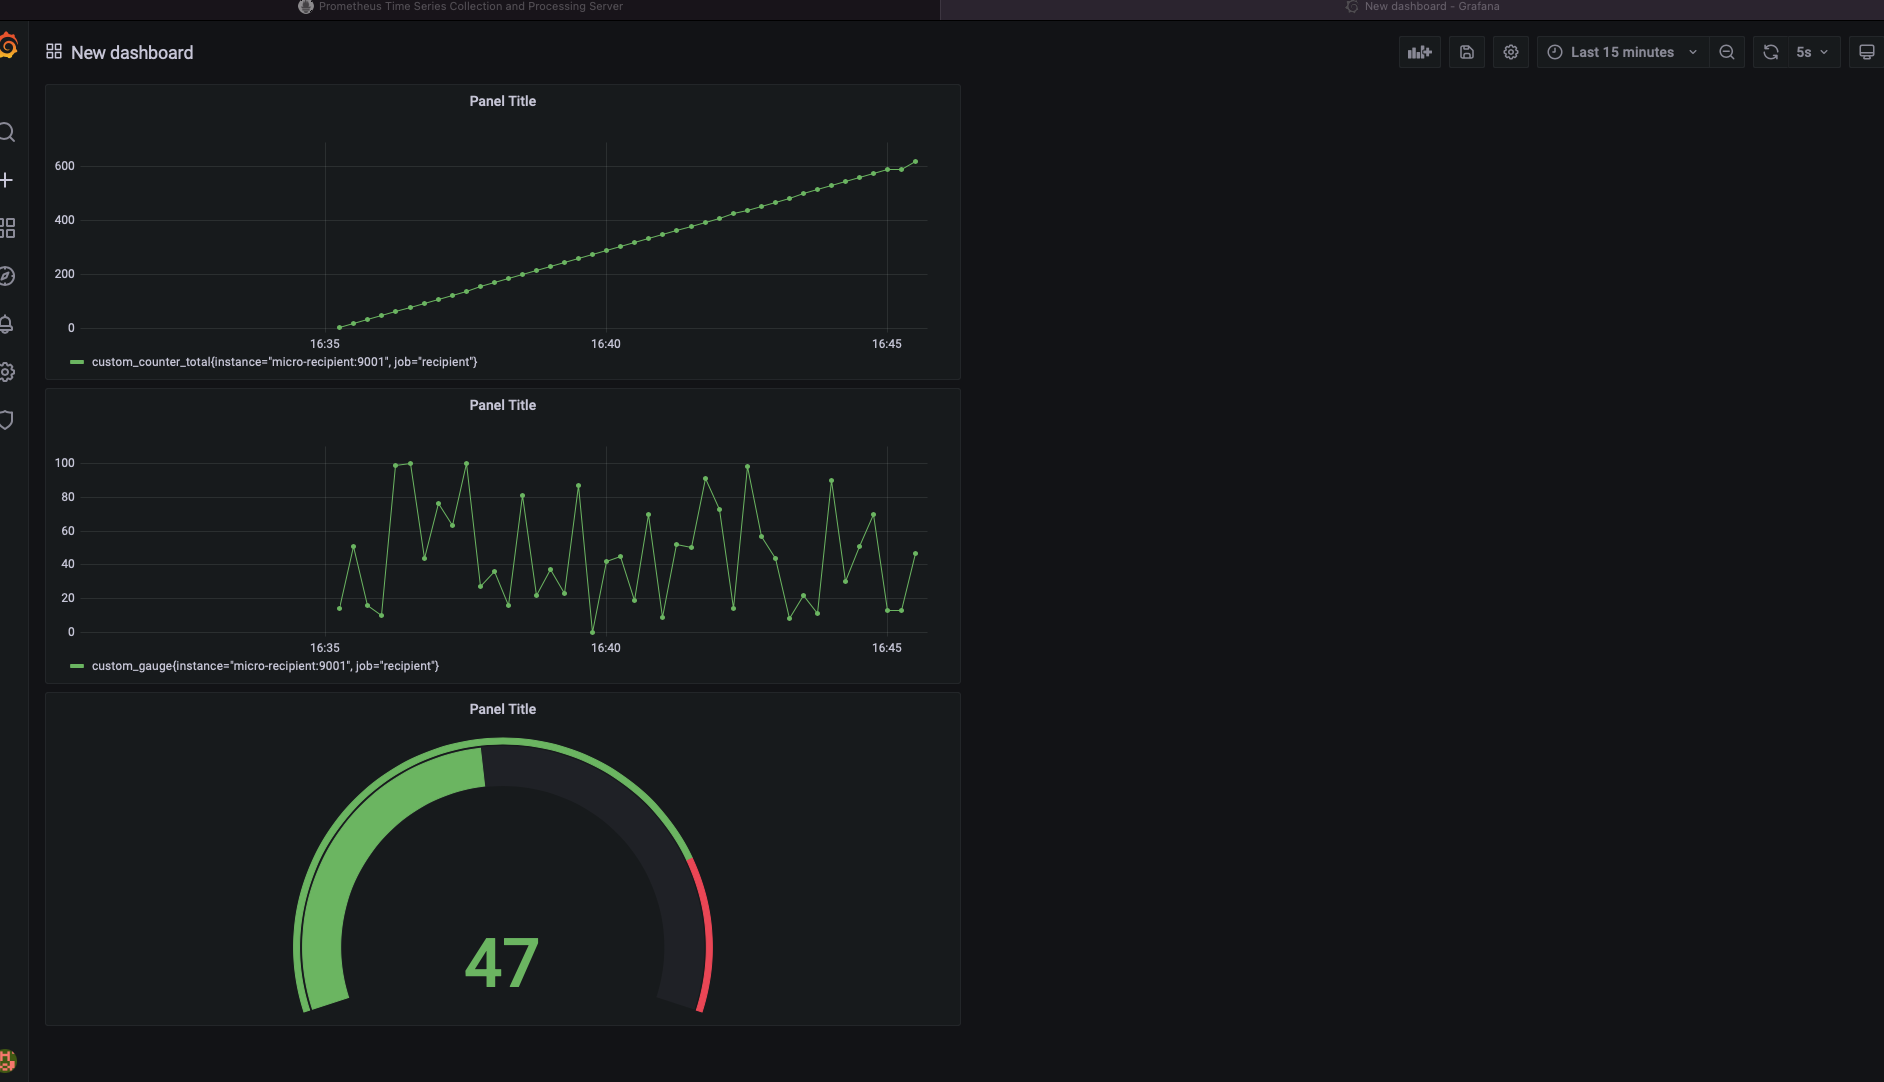 Prometheus Time Series Collection and Processing Server
New dashboard - Grafana
New dashboard
Last 15 minutes
5s
Panel Title
600
400
200
0
16:35
16:40
16:45
custom_counter_total{instance="micro-recipient:9001", job="recipient"}
Panel Title
100
80
60
40
20
0
16:35
16:40
16:45
custom_gauge{instance="micro-recipient:9001", job="recipient"}
Panel Title
47